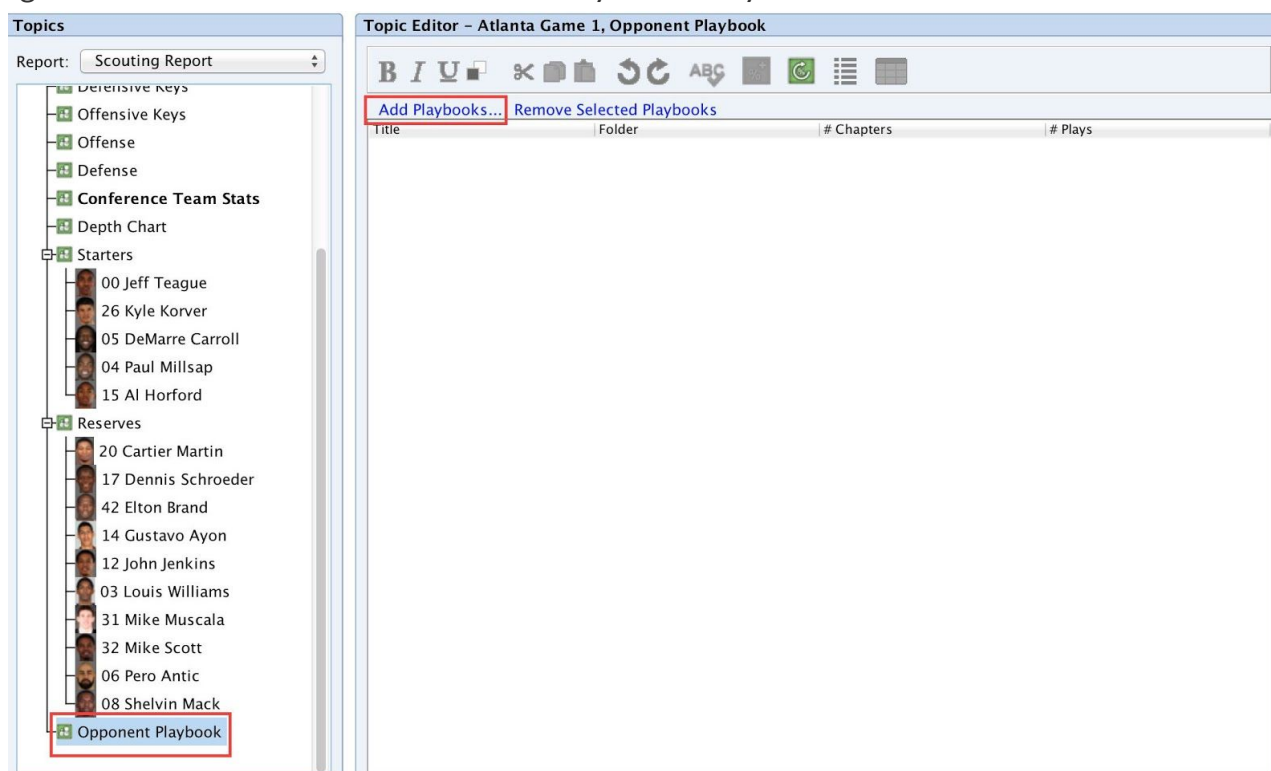 Topics
Report: Scouting Report
Defensive Keys
Offensive Keys
Offense
Defense
Conference Team Stats
Depth Chart
Starters
00 Jeff Teague
26 Kyle Korver
05 DeMarre Carroll
04 Paul Millsap
15 Al Horford
Reserves
20 Cartier Martin
17 Dennis Schroeder
42 Elton Brand
14 Gustavo Ayon
12 John Jenkins
03 Louis Williams
31 Mike Muscala
32 Mike Scott
06 Pero Antic
08 Shelvin Mack
Opponent Playbook
Topic Editor – Atlanta Game 1, Opponent Playbook
B I U ABC
Add Playbooks... Remove Selected Playbooks
Title Folder # Chapters # Plays